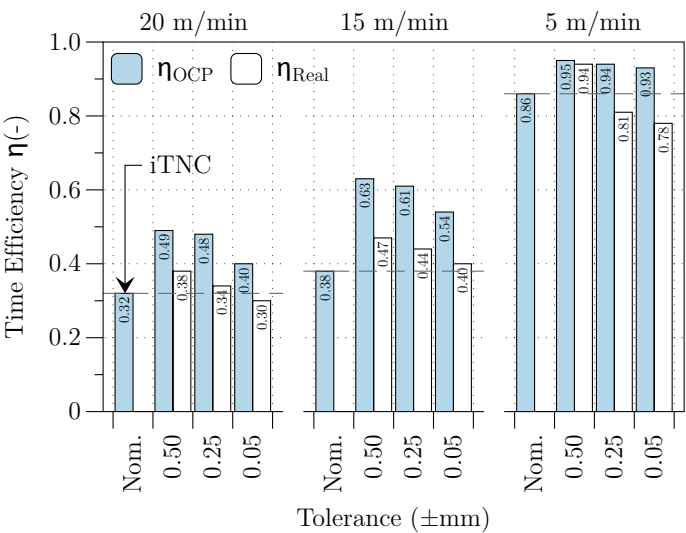 20 m/min 15 m/min 5 m/min
1.0
0.8
0.6
0.4
0.2
0
Time Efficiency η(-)
ηOCP ηReal
iTNC
0.32 0.49 0.38 0.48 0.34 0.40 0.30
0.38 0.63 0.47 0.61 0.44 0.54 0.40
0.86 0.95 0.94 0.94 0.81 0.93 0.78
Nom. 0.50 0.25 0.05 Nom. 0.50 0.25 0.05 Nom. 0.50 0.25 0.05
Tolerance (±mm)